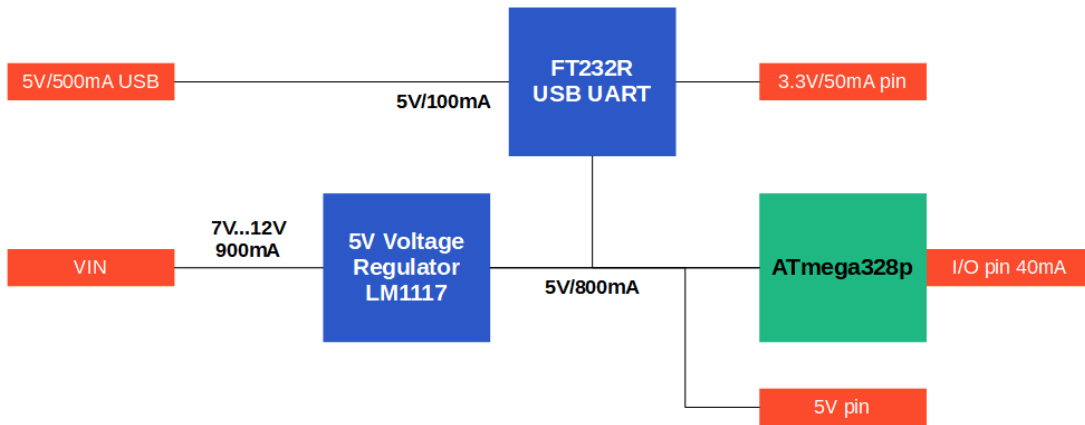 5V/500mA USB
5V/100mA
FT232R
USB UART
3.3V/50mA pin
VIN
7V...12V
900mA
5V Voltage
Regulator
LM1117
5V/800mA
ATmega328p
I/O pin 40mA
5V pin